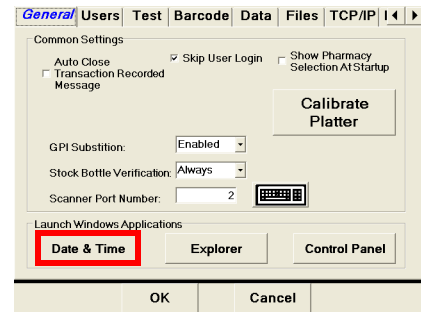 General Users Test Barcode Data Files TCP/IP
Common Settings
Auto Close
Transaction Recorded
Message
Skip User Login
Show Pharmacy
Selection At Startup
Calibrate
Platter
GPI Substition: Enabled
Stock Bottle Verification: Always
Scanner Port Number: 2
Launch Windows Applications
Date & Time Explorer Control Panel
OK Cancel